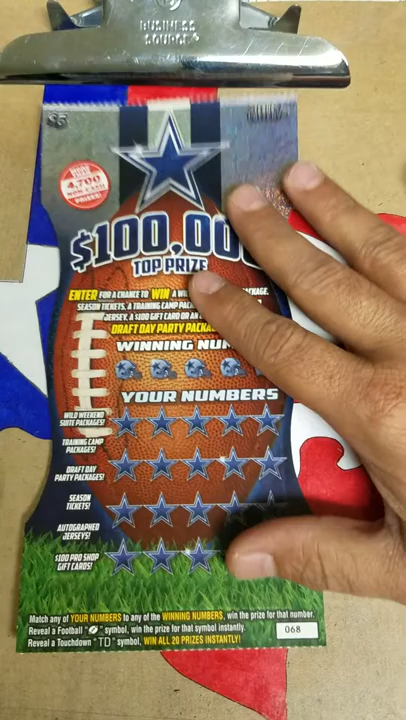 BUSINESS
SOURCE
$5
4,700
NON-CASH
PRIZES!
$100,00
TOP PRIZE
ENTER FOR A CHANCE TO WIN A
PACKAGE,
SEASON TICKETS, A TRAINING CAMP
JERSEY, A $100 GIFT CARD OR AN
DRAFT DAY PARTY
WINNING
YOUR NUMBERS
WILD WEEKEND
SUITE PACKAGES!
TRAINING CAMP
PACKAGES!
DRAFT DAY
PARTY PACKAGES!
SEASON
TICKETS!
AUTOGRAPHED
JERSEYS!
$100 PRO SHOP
GIFT CARDS!
Match any of YOUR NUMBERS to any of the WINNING NUMBERS, win the prize for that number.
Reveal a Football " " symbol, win the prize for that symbol instantly.
Reveal a Touchdown "TD" symbol, WIN ALL 20 PRIZES INSTANTLY!
068